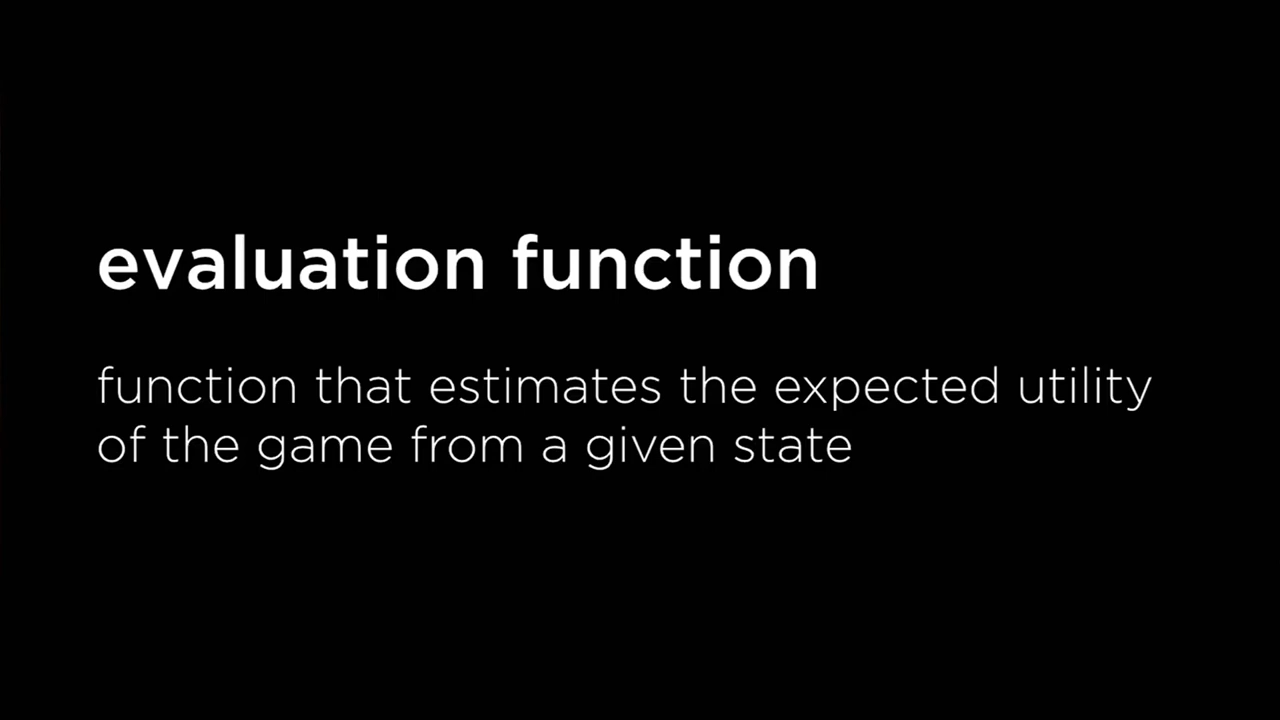 evaluation function
function that estimates the expected utility
of the game from a given state